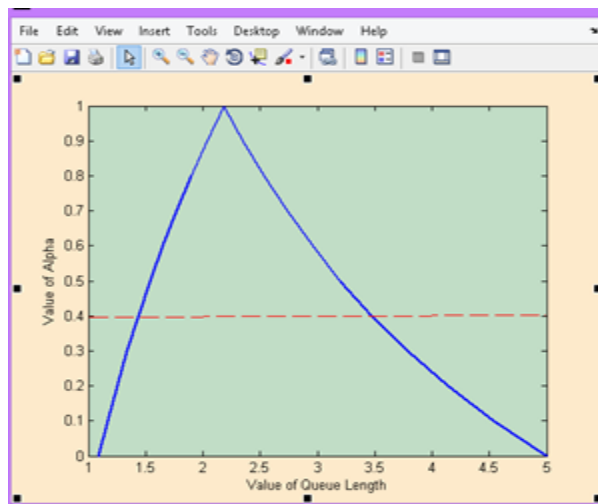 File Edit View Insert Tools Desktop Window Help
1
0.9
0.8
0.7
0.6
0.5
0.4
0.3
0.2
0.1
0
Value of Alpha
1 1.5 2 2.5 3 3.5 4 4.5 5
Value of Queue Length